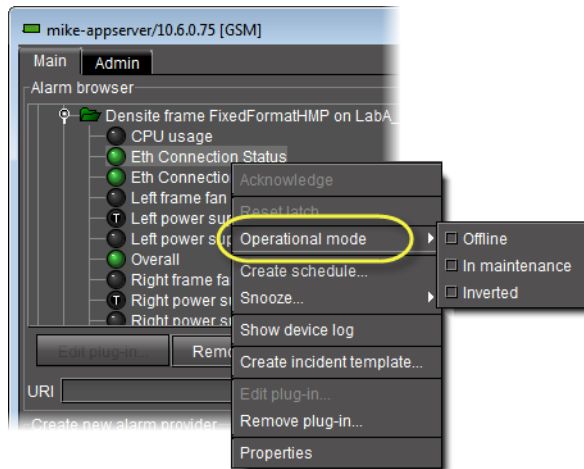 mike-appserver/10.6.0.75 [GSM]
Main Admin
Alarm browser
Densite frame FixedFormatHMP on LabA_
CPU usage
Eth Connection Status
Eth Connectio
Left frame fan
T Left power sup
Left power sup
Overall
Right frame fa
T Right power su
Right power su
Edit plug-in... Remo
URI
Create new alarm provider
Acknowledge
Reset latch
Operational mode
Create schedule...
Snooze...
Show device log
Create incident template...
Edit plug-in...
Remove plug-in...
Properties
Offline
In maintenance
Inverted